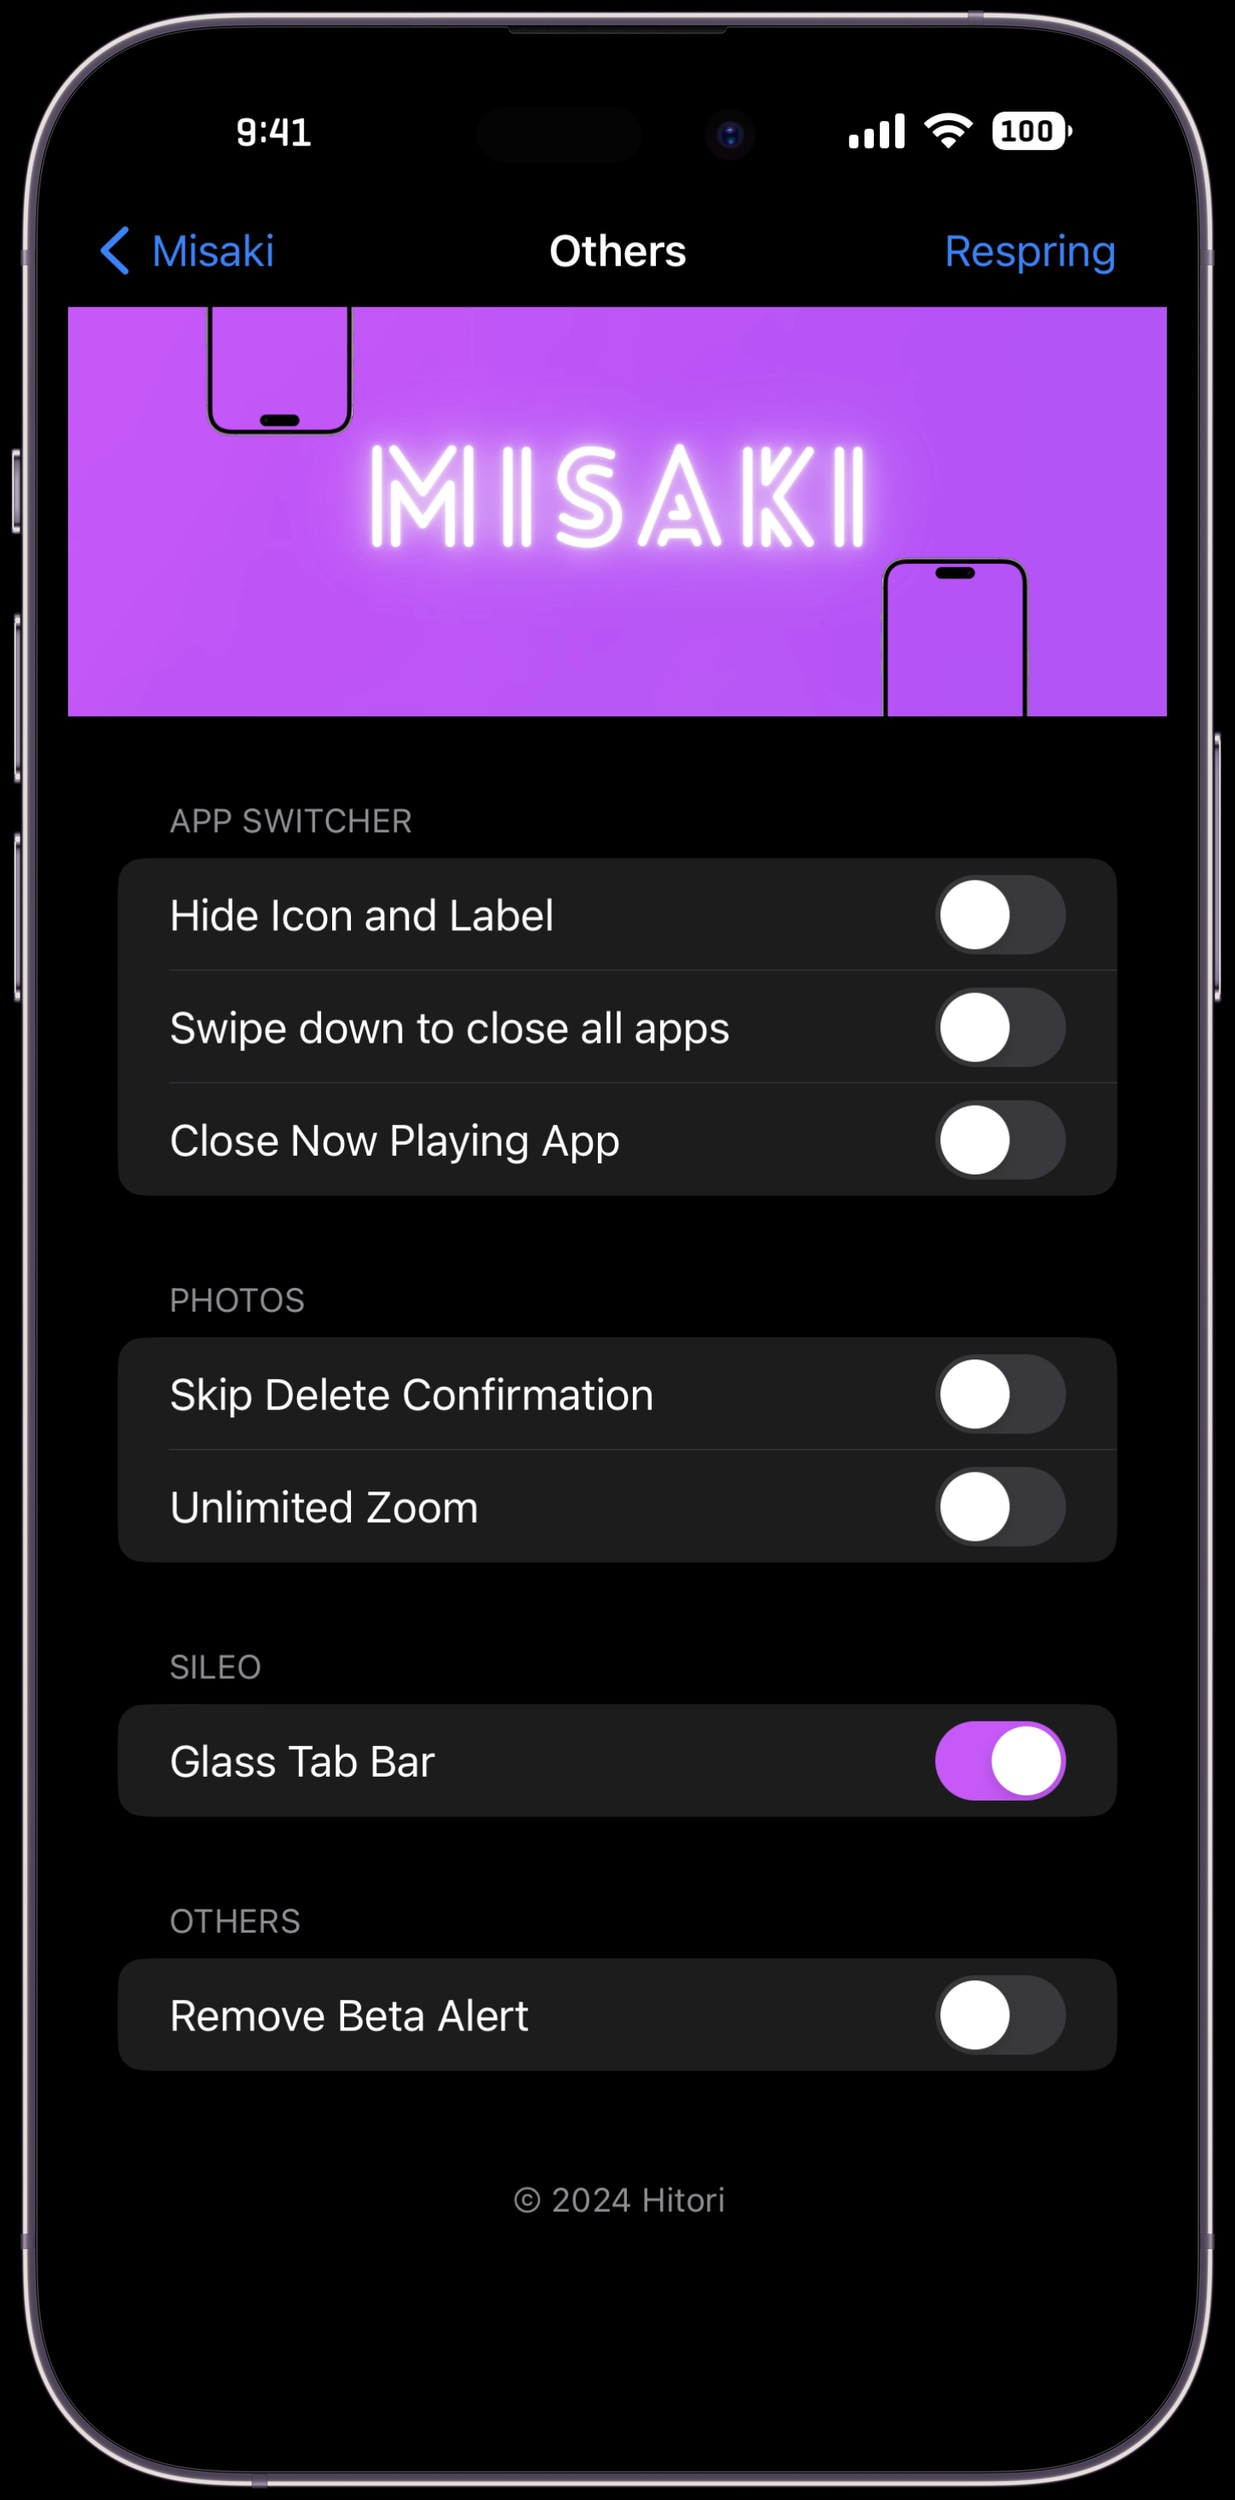 9:41
100
Misaki
Others
Respring
MISAKI
APP SWITCHER
Hide Icon and Label
Swipe down to close all apps
Close Now Playing App
PHOTOS
Skip Delete Confirmation
Unlimited Zoom
SILEO
Glass Tab Bar
OTHERS
Remove Beta Alert
© 2024 Hitori